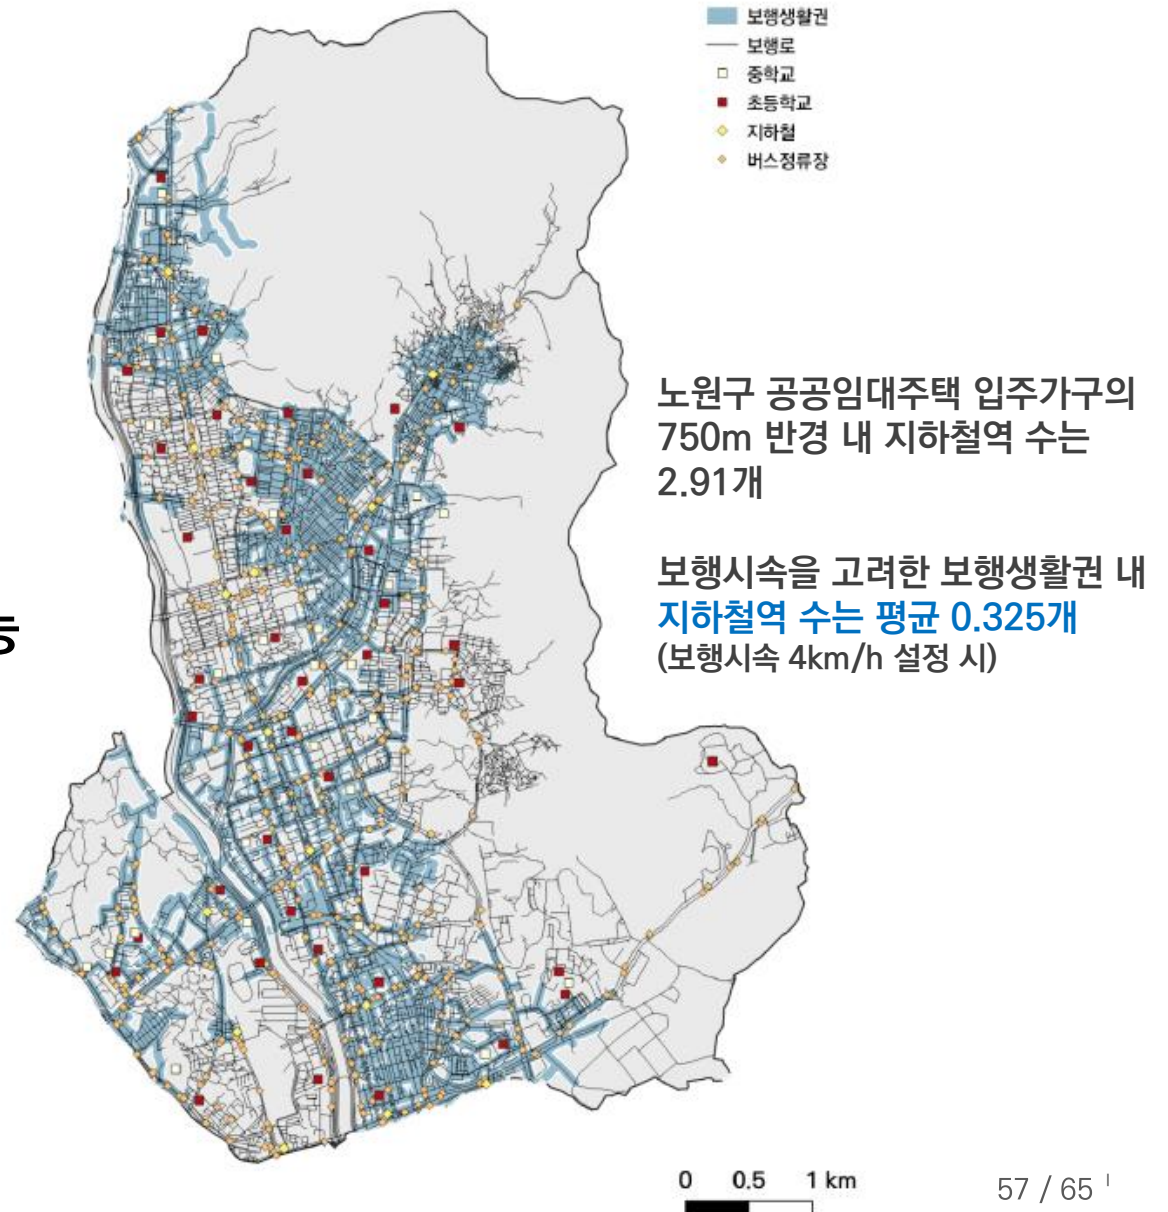 보행생활권
보행로
중학교
초등학교
지하철
버스정류장
노원구 공공임대주택 입주가구의
750m 반경 내 지하철역 수는
2.91개
보행시속을 고려한 보행생활권 내
지하철역 수는 평균 0.325개
(보행시속 4km/h 설정 시)
능
0 0.5 1 km
57 / 65